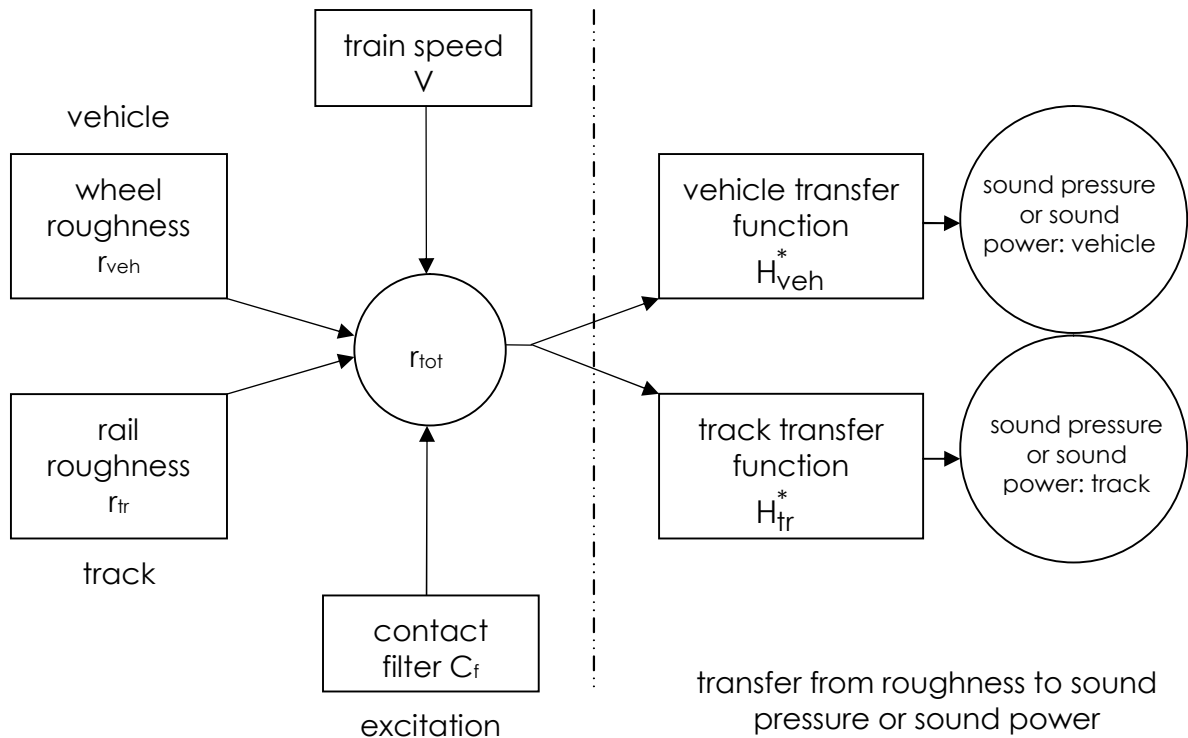 train speed
V
vehicle
wheel
roughness
rveh
rail
roughness
rtr
track
rtot
contact
filter Cf
excitation
vehicle transfer
function
H*veh
track transfer
function
H*tr
sound pressure
or sound
power: vehicle
sound pressure
or sound
power: track
transfer from roughness to sound
pressure or sound power